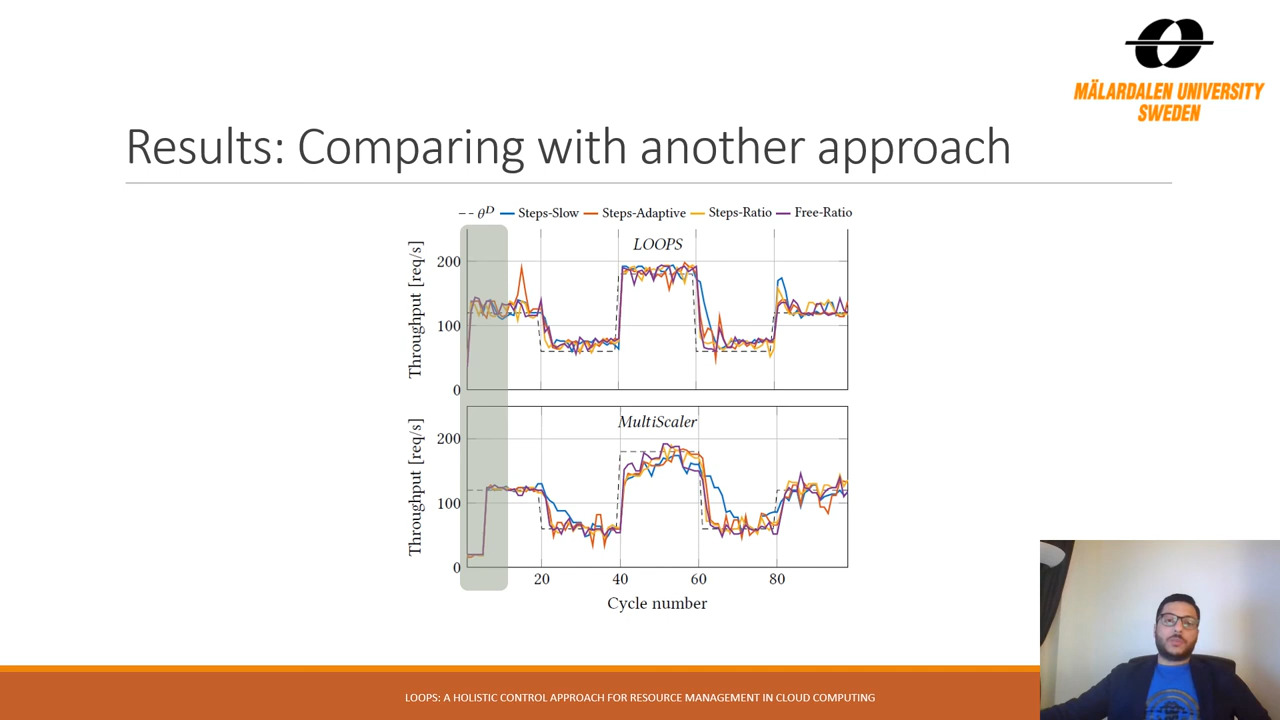 MÄLARDALEN UNIVERSITY
SWEDEN
Results: Comparing with another approach
θᴰ Steps-Slow Steps-Adaptive Steps-Ratio Free-Ratio
LOOPS
Throughput [req/s]
200
100
0
MultiScaler
Throughput [req/s]
200
100
0
20 40 60 80
Cycle number
LOOPS: A HOLISTIC CONTROL APPROACH FOR RESOURCE MANAGEMENT IN CLOUD COMPUTING